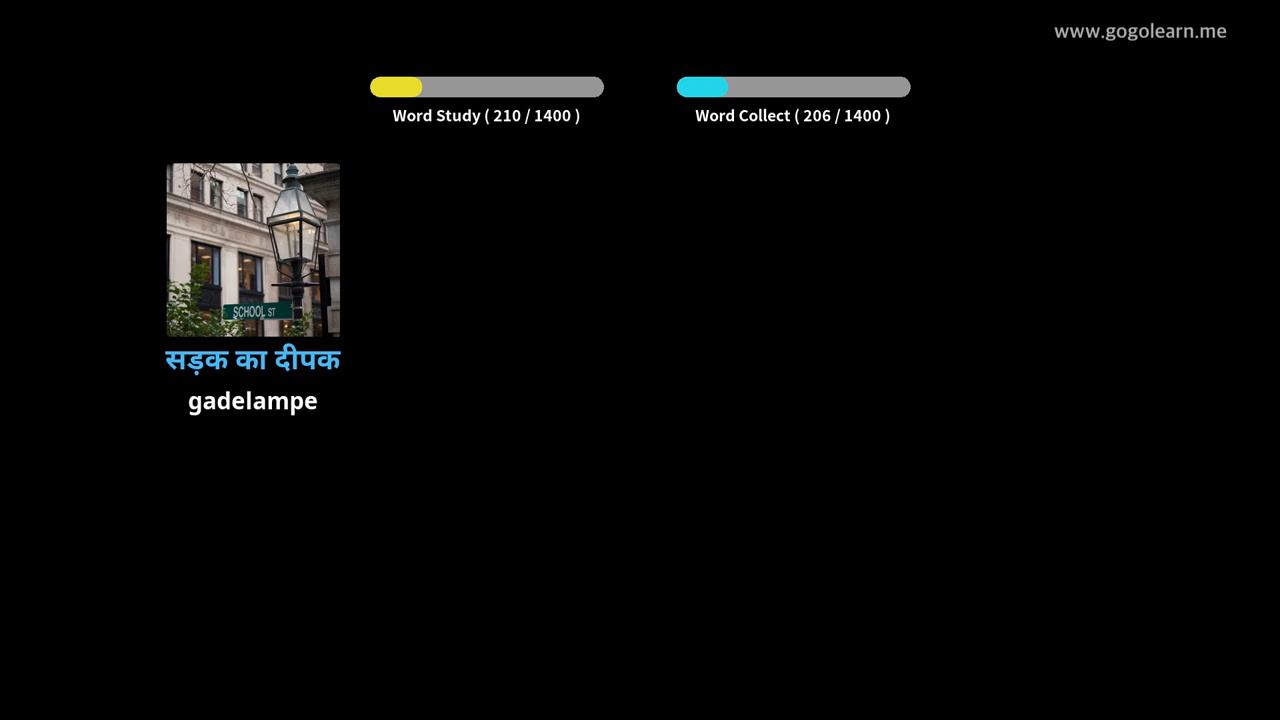 www.gogolearn.me
Word Study ( 210 / 1400 )
Word Collect ( 206 / 1400 )
SCHOOL ST
सड़क का दीपक
gadelampe